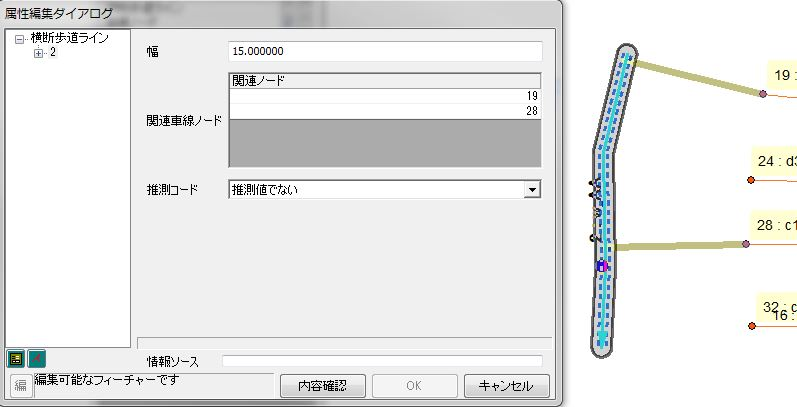 属性編集ダイアログ
横断歩道ライン
2
幅
15.000000
関連車線ノード
関連ノード
19
28
推測コード
推測値でない
情報ソース
編
編集可能なフィーチャーです
内容確認
OK
キャンセル
19 :
24 : d3
28 : c1
32 : c
16 :